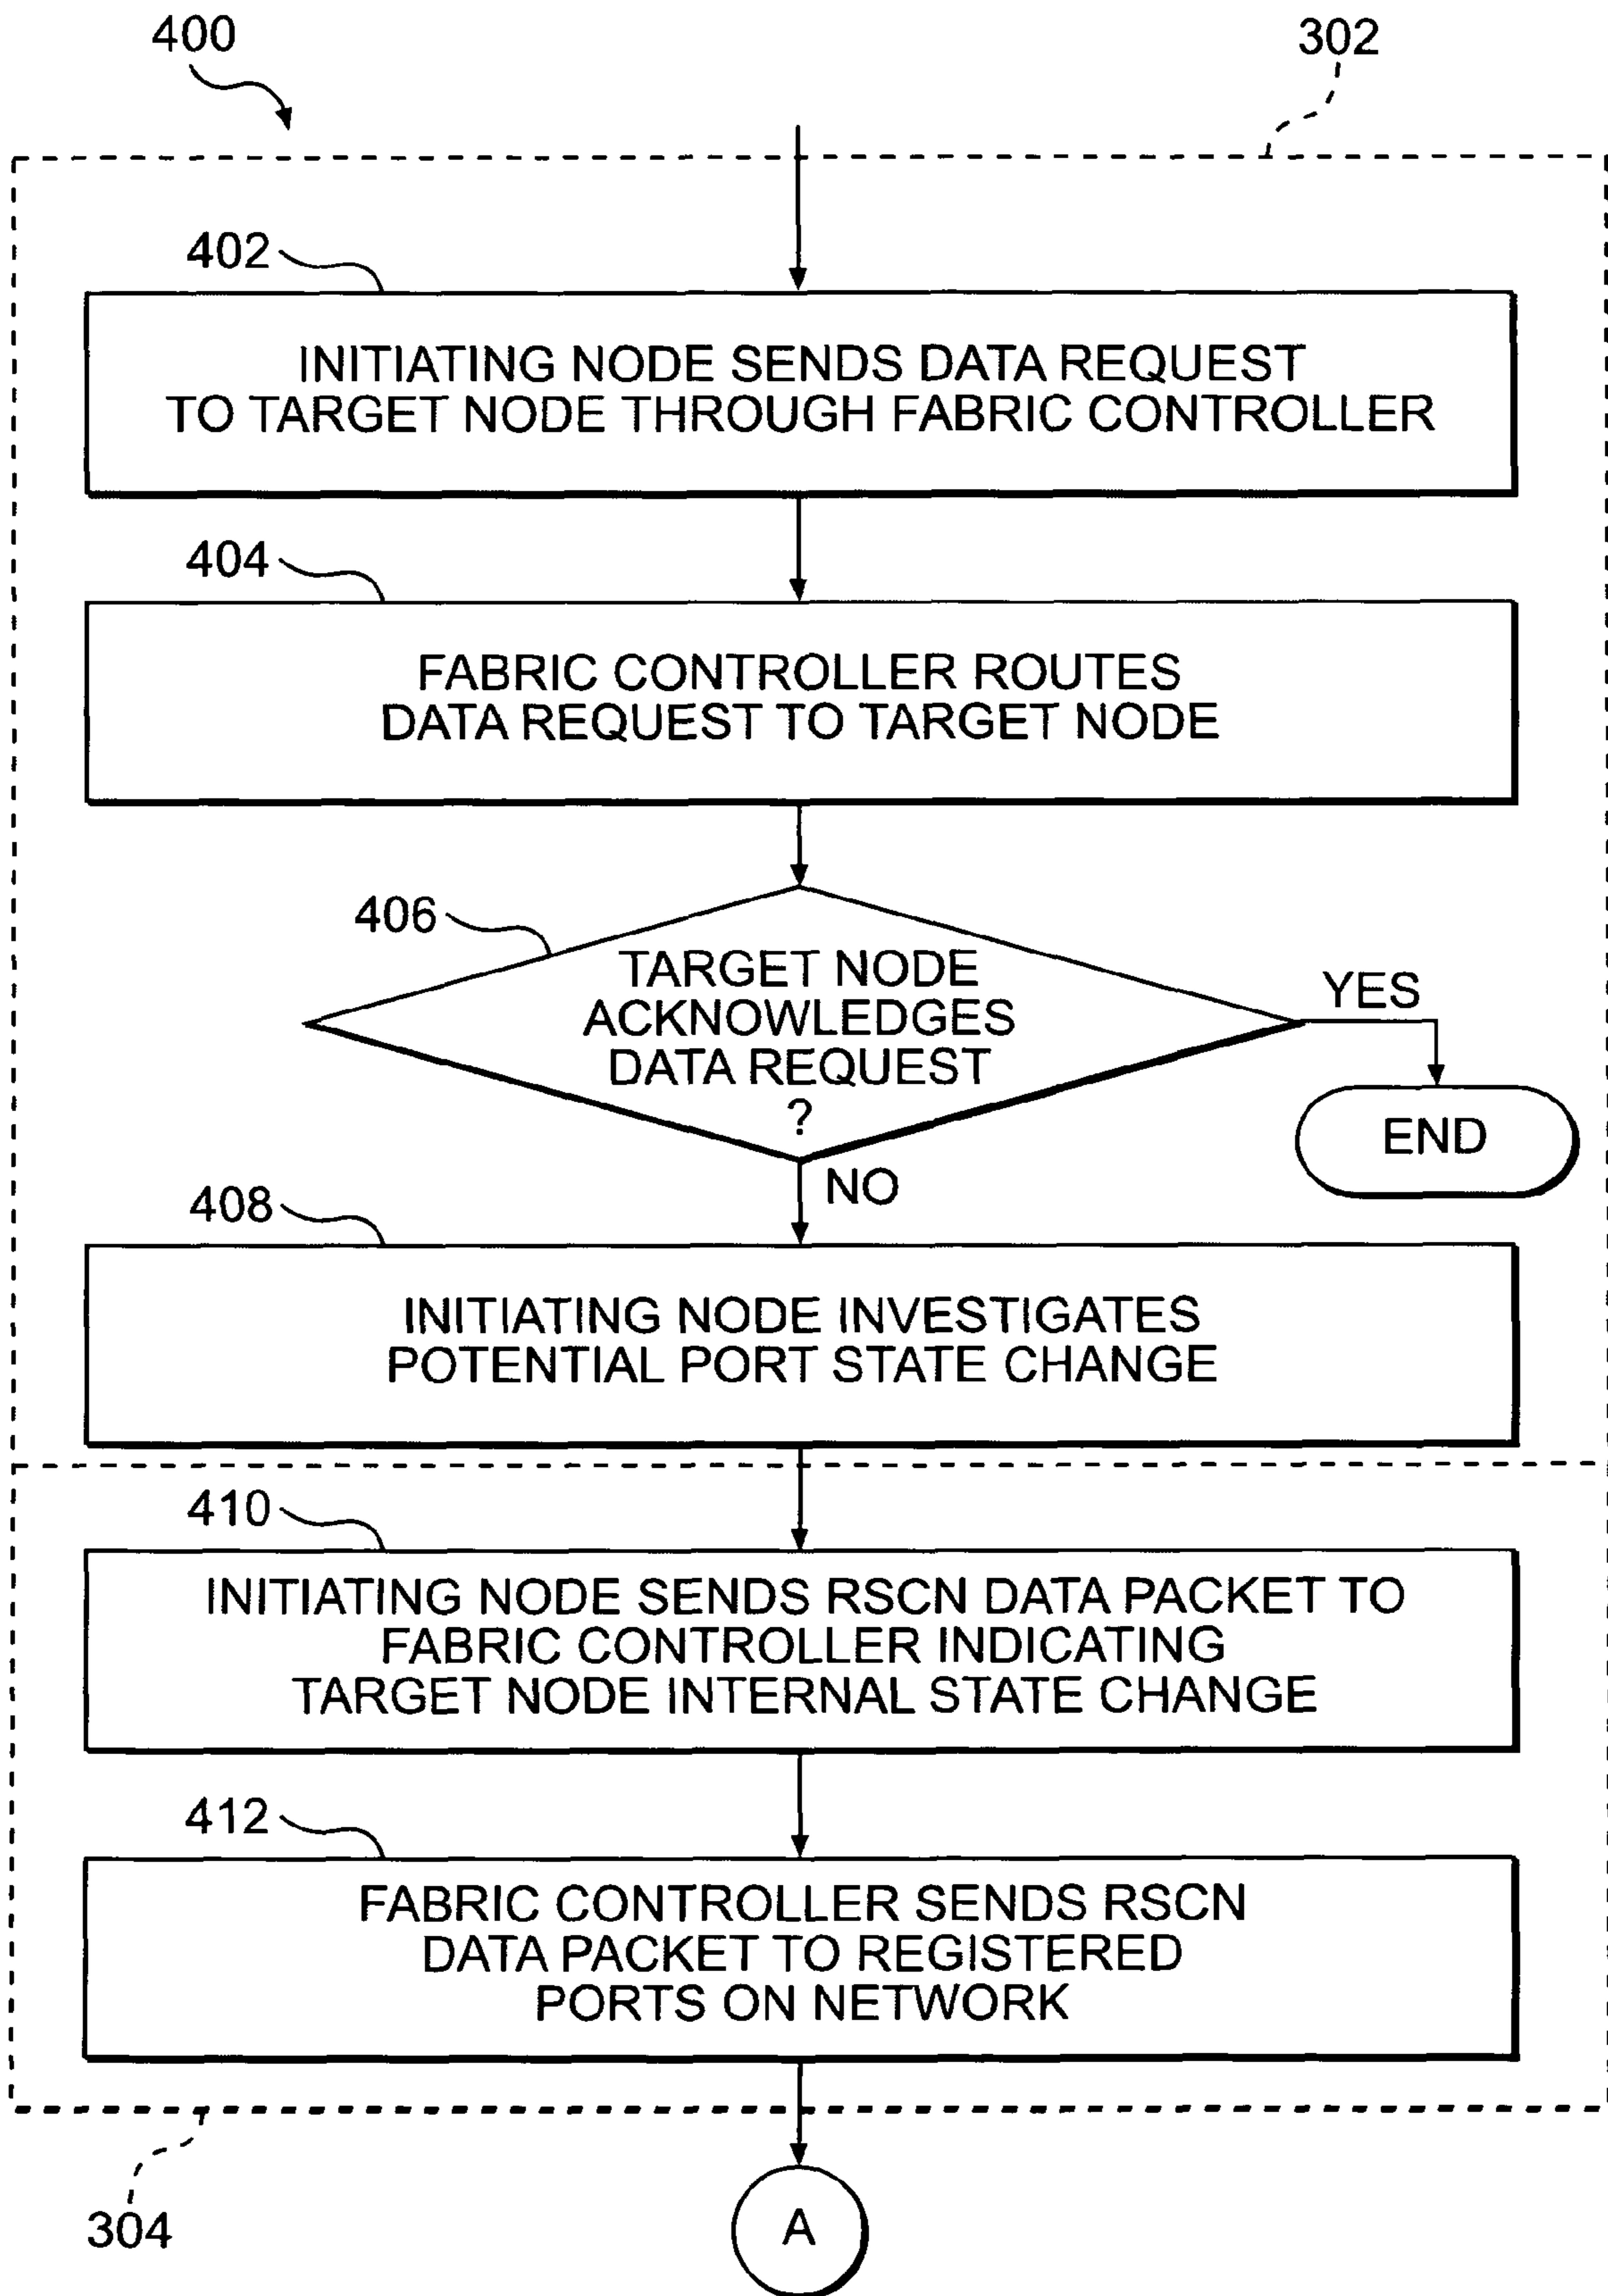 400
302
402
INITIATING NODE SENDS DATA REQUEST
TO TARGET NODE THROUGH FABRIC CONTROLLER
404
FABRIC CONTROLLER ROUTES
DATA REQUEST TO TARGET NODE
406
TARGET NODE
ACKNOWLEDGES
DATA REQUEST
?
YES
END
NO
408
INITIATING NODE INVESTIGATES
POTENTIAL PORT STATE CHANGE
410
INITIATING NODE SENDS RSCN DATA PACKET TO
FABRIC CONTROLLER INDICATING
TARGET NODE INTERNAL STATE CHANGE
412
FABRIC CONTROLLER SENDS RSCN
DATA PACKET TO REGISTERED
PORTS ON NETWORK
304
A